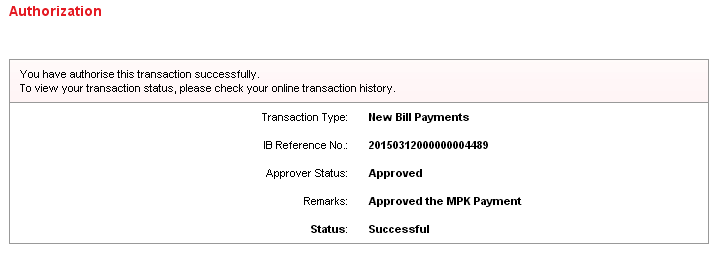 Authorization
You have authorise this transaction successfully.
To view your transaction status, please check your online transaction history.
Transaction Type: New Bill Payments
IB Reference No.: 20150312000000004489
Approver Status: Approved
Remarks: Approved the MPK Payment
Status: Successful